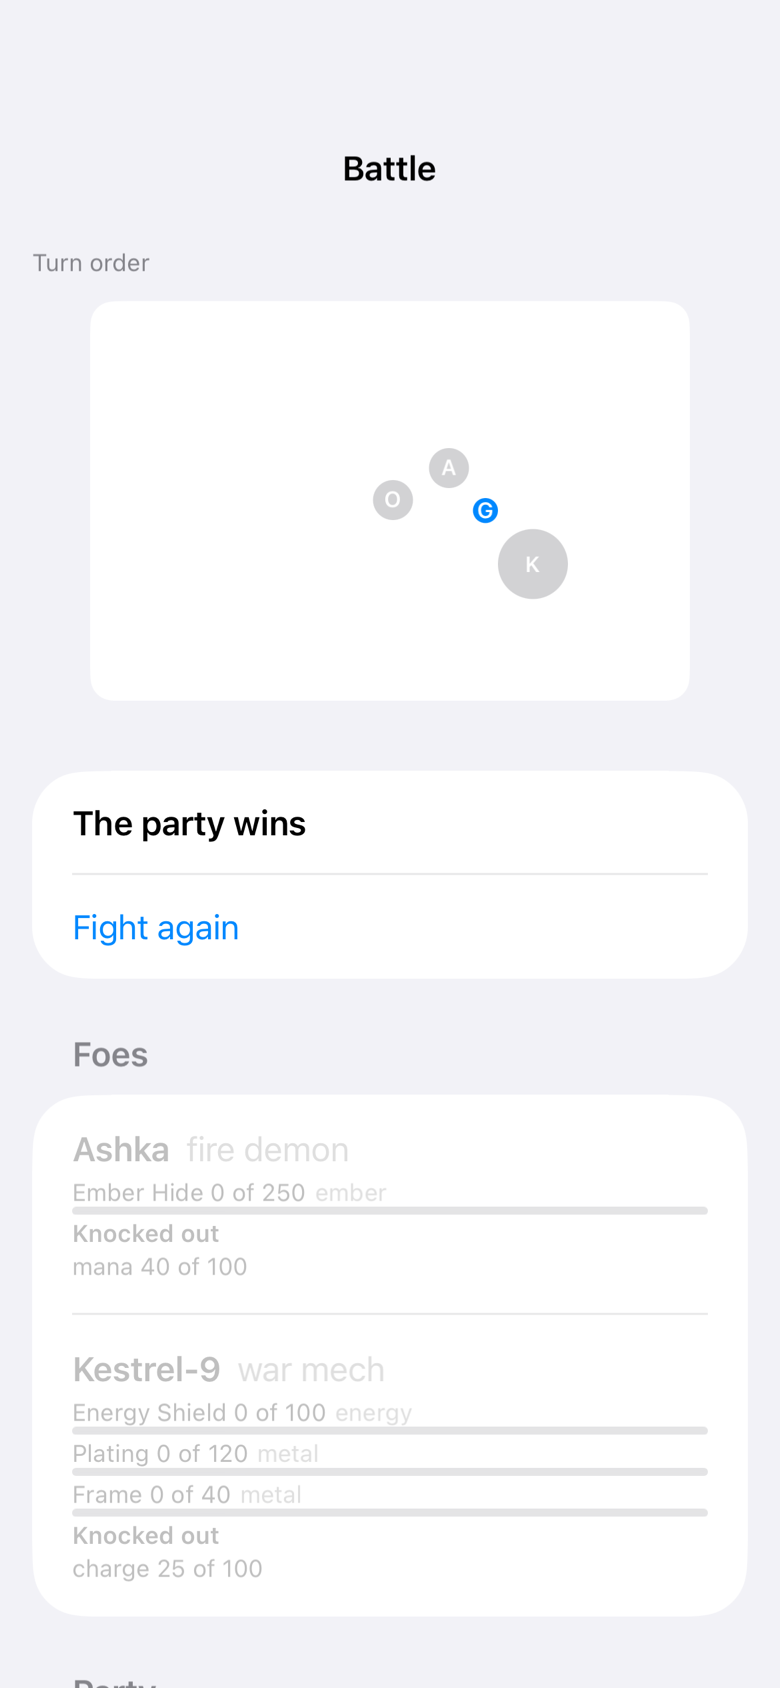 Battle
Turn order
A
O
G
K
The party wins
Fight again
Foes
Ashka fire demon
Ember Hide 0 of 250 ember
Knocked out
mana 40 of 100
Kestrel-9 war mech
Energy Shield 0 of 100 energy
Plating 0 of 120 metal
Frame 0 of 40 metal
Knocked out
charge 25 of 100
Party